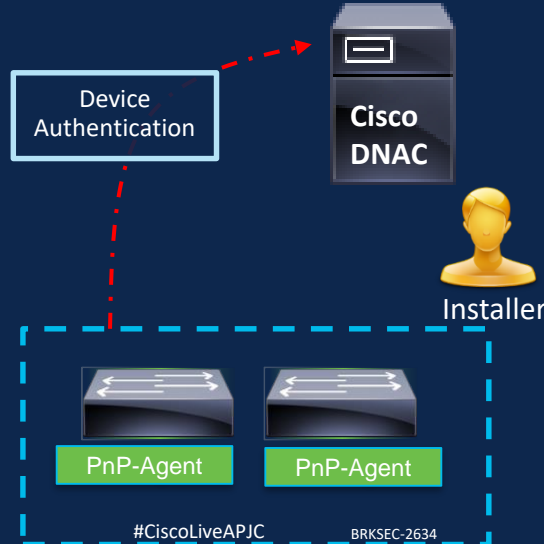 Device
Authentication
Cisco
DNAC
Installer
PnP-Agent
PnP-Agent
#CiscoLiveAPJC
BRKSEC-2634